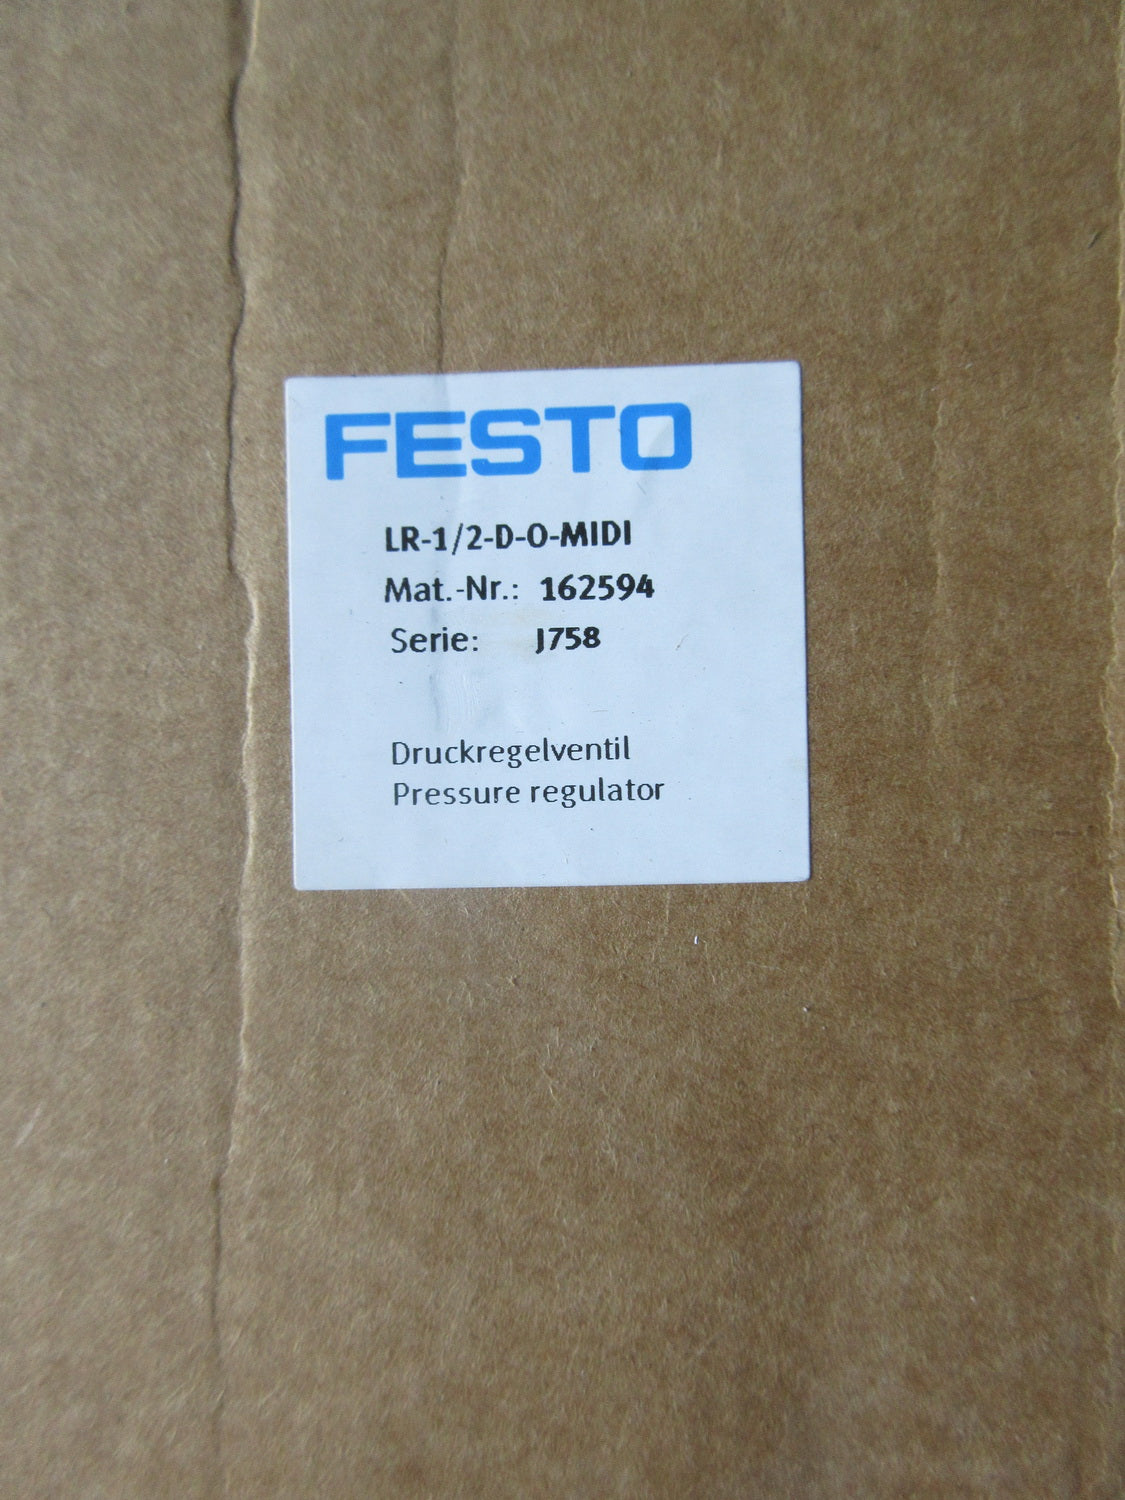 FESTO
LR-1/2-D-O-MIDI
Mat.-Nr.: 162594
Serie: J758
Druckregelventil
Pressure regulator